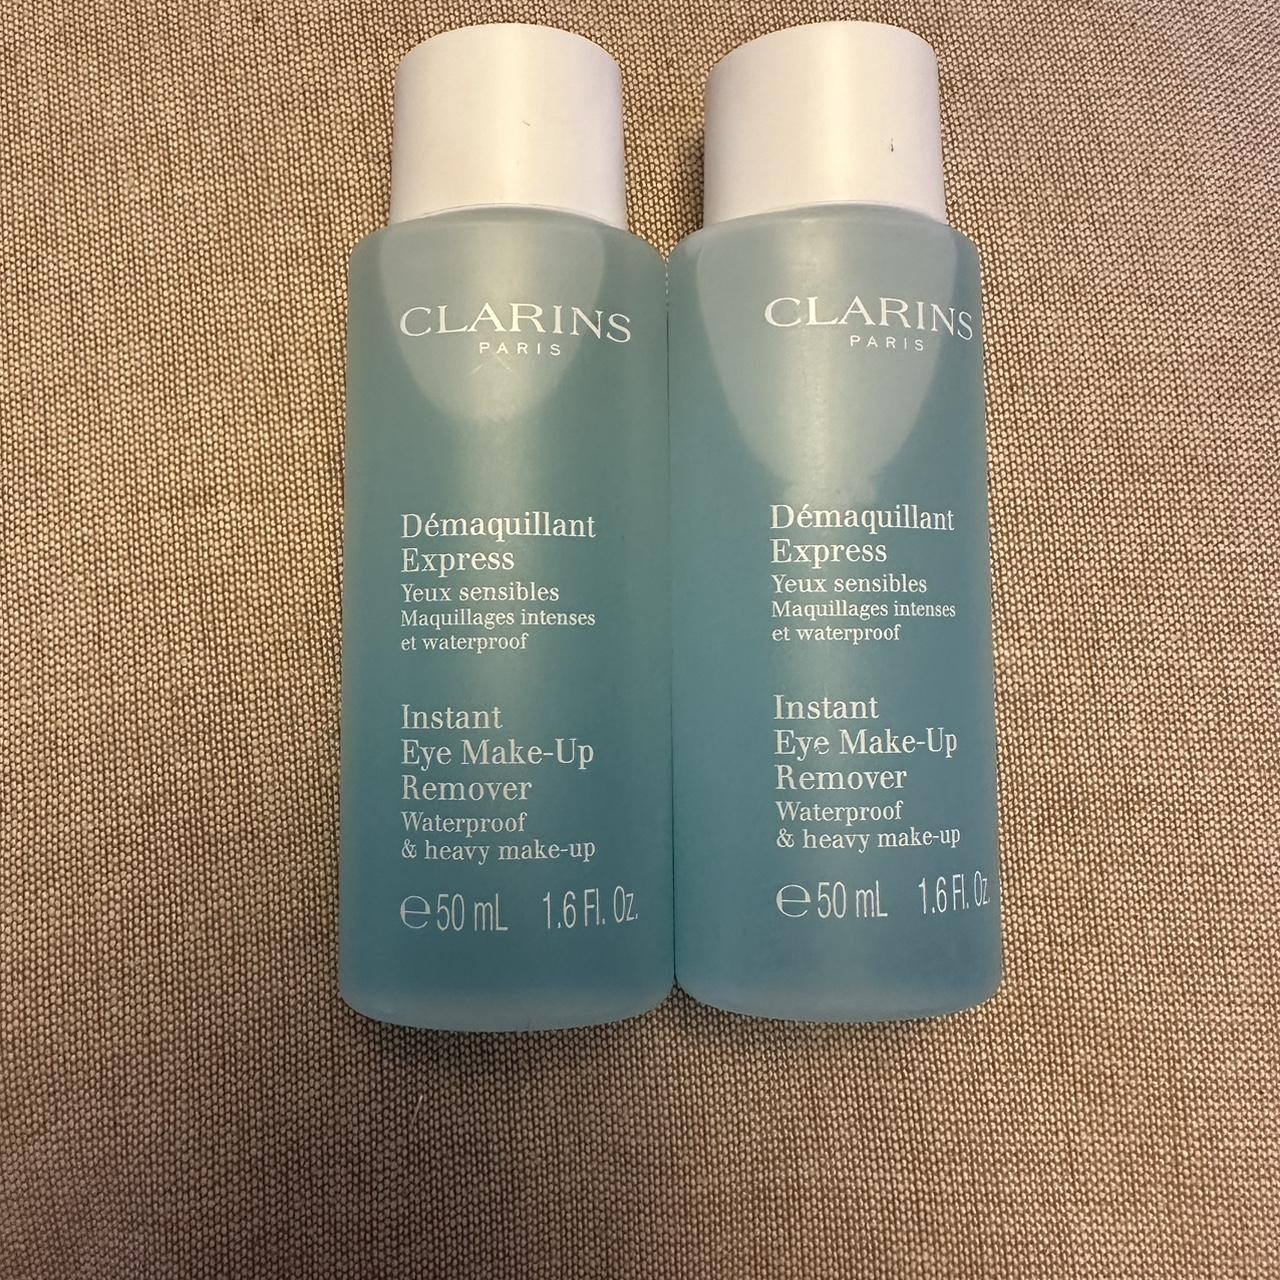 CLARINS
PARIS
Démaquillant
Express
Yeux sensibles
Maquillages intenses
et waterproof
Instant
Eye Make-Up
Remover
Waterproof
& heavy make-up
℮ 50 mL 1.6 Fl. Oz.
CLARINS
PARIS
Démaquillant
Express
Yeux sensibles
Maquillages intenses
et waterproof
Instant
Eye Make-Up
Remover
Waterproof
& heavy make-up
℮ 50 mL 1.6 Fl. Oz.